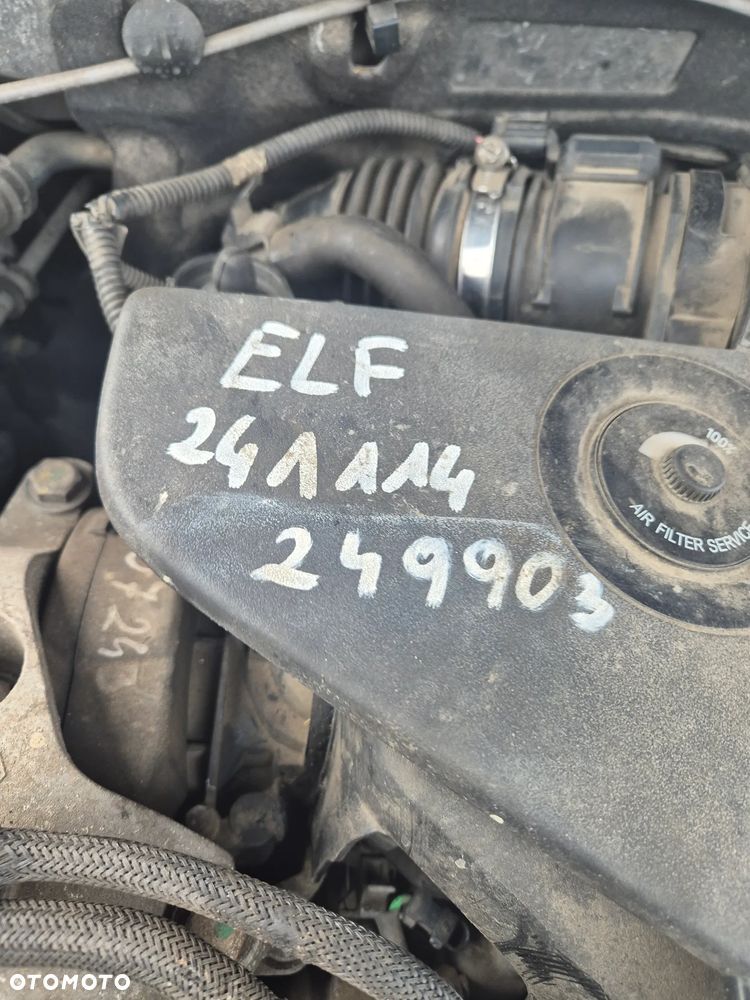 ELF
241114
249903
100%
AIR FILTER SERVICE
OTOMOTO